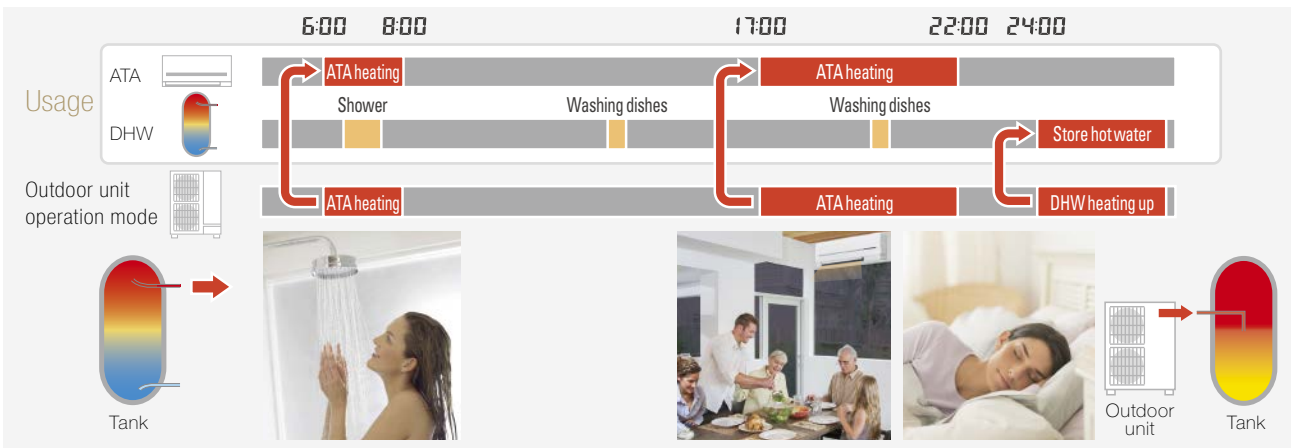 6:00 8:00 17:00 22:00 24:00
Usage
ATA
ATA heating ATA heating
Shower Washing dishes Washing dishes
DHW
Store hot water
Outdoor unit
operation mode
ATA heating ATA heating DHW heating up
Tank
Outdoor
unit
Tank